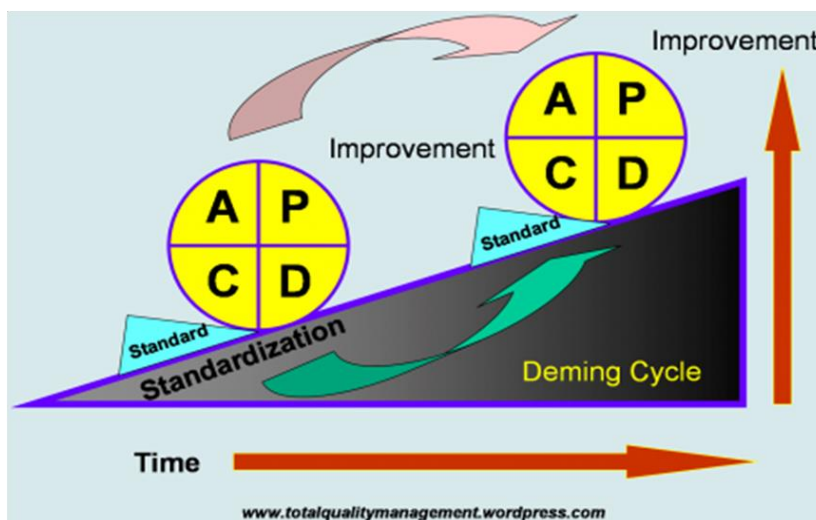 Improvement
A P
C D
Improvement
A P
C D
Standard
Standard
Standardization
Deming Cycle
Time
www.totalqualitymanagement.wordpress.com